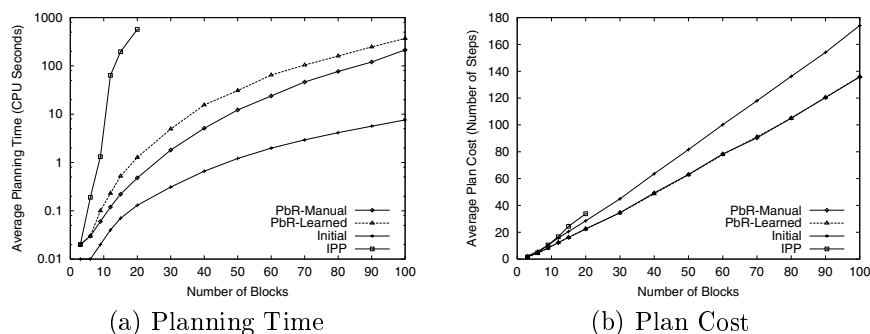 Average Planning Time (CPU Seconds)
1000
100
10
1
0.1
0.01
0 10 20 30 40 50 60 70 80 90 100
Number of Blocks
PbR-Manual
PbR-Learned
Initial
IPP
(a) Planning Time
Average Plan Cost (Number of Steps)
180
160
140
120
100
80
60
40
20
0
0 10 20 30 40 50 60 70 80 90 100
Number of Blocks
PbR-Manual
PbR-Learned
Initial
IPP
(b) Plan Cost